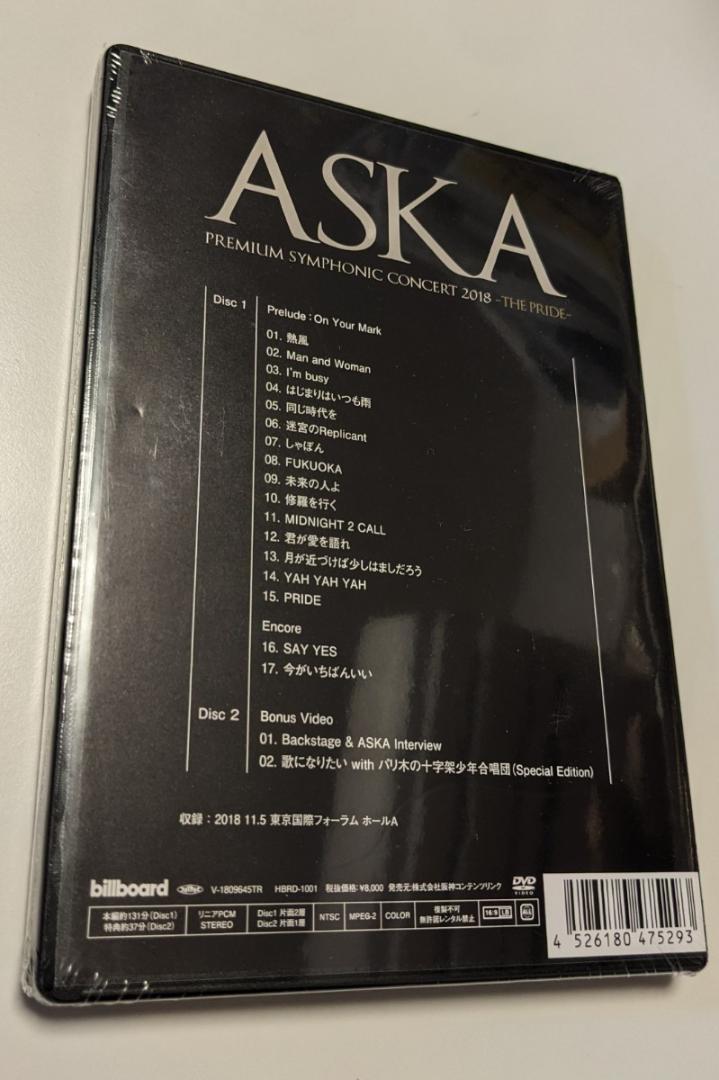 ASKA
PREMIUM SYMPHONIC CONCERT 2018 -THE PRIDE-
Disc 1
Prelude : On Your Mark
01. 熱風
02. Man and Woman
03. I'm busy
04. はじまりはいつも雨
05. 同じ時代を
06. 迷宮のReplicant
07. しゃぼん
08. FUKUOKA
09. 未来の人よ
10. 修羅を行く
11. MIDNIGHT 2 CALL
12. 君が愛を語れ
13. 月が近づけば少しはましだろう
14. YAH YAH YAH
15. PRIDE
Encore
16. SAY YES
17. 今がいちばんいい
Disc 2
Bonus Video
01. Backstage & ASKA Interview
02. 歌になりたい with パリ木の十字架少年合唱団(Special Edition)
収録：2018 11.5 東京国際フォーラム ホールA
billboard V-1809645TR HBRD-1001 税抜価格：¥8,000 発売元：株式会社阪神コンテンツリンク DVD VIDEO
本編約131分(Disc1)
特典約37分(Disc2)
リニアPCM
STEREO
Disc1 片面2層
Disc2 片面1層
NTSC
MPEG-2
COLOR
複製不可
無許諾レンタル禁止
16:9 LB
ALL
4 526180 475293